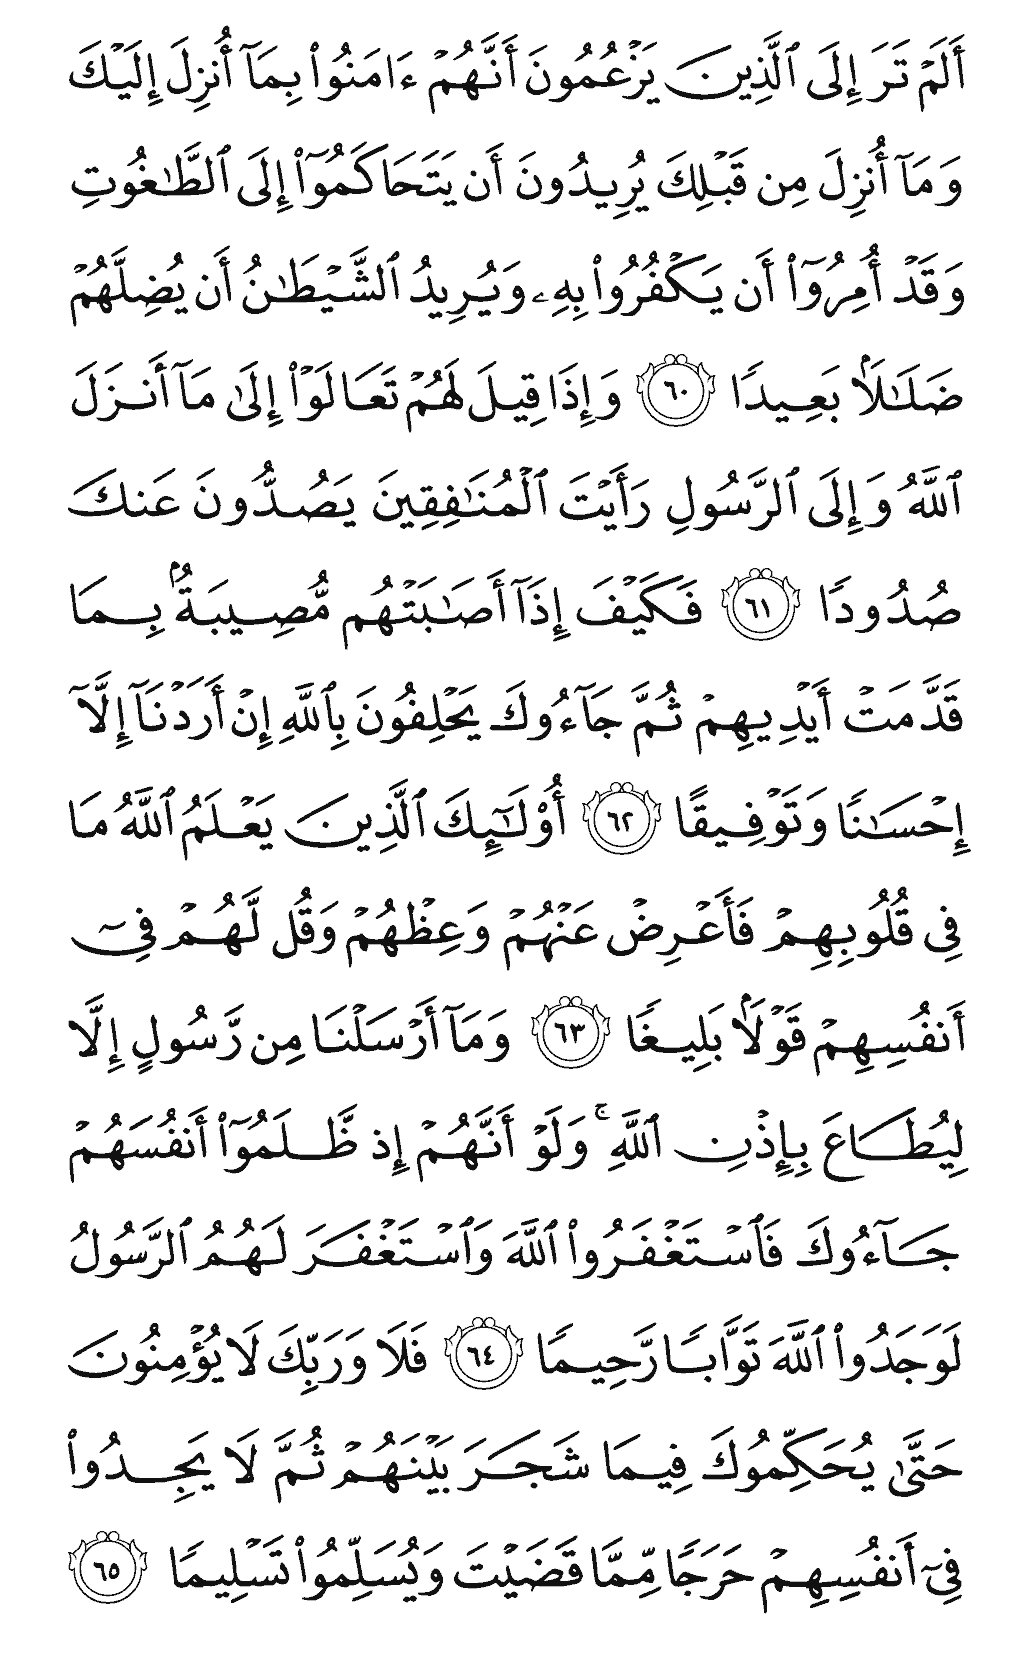 أَلَمْ تَرَ إِلَى ٱلَّذِينَ يَزْعُمُونَ أَنَّهُمْ ءَامَنُوا۟ بِمَآ أُنزِلَ إِلَيْكَ
وَمَآ أُنزِلَ مِن قَبْلِكَ يُرِيدُونَ أَن يَتَحَاكَمُوٓا۟ إِلَى ٱلطَّـٰغُوتِ
وَقَدْ أُمِرُوٓا۟ أَن يَكْفُرُوا۟ بِهِۦ وَيُرِيدُ ٱلشَّيْطَـٰنُ أَن يُضِلَّهُمْ
ضَلَـٰلًۢا بَعِيدًا ٦٠ وَإِذَا قِيلَ لَهُمْ تَعَالَوْا۟ إِلَىٰ مَآ أَنزَلَ
ٱللَّهُ وَإِلَى ٱلرَّسُولِ رَأَيْتَ ٱلْمُنَـٰفِقِينَ يَصُدُّونَ عَنكَ
صُدُودًا ٦١ فَكَيْفَ إِذَآ أَصَـٰبَتْهُم مُّصِيبَةٌۢ بِمَا
قَدَّمَتْ أَيْدِيهِمْ ثُمَّ جَآءُوكَ يَحْلِفُونَ بِٱللَّهِ إِنْ أَرَدْنَآ إِلَّآ
إِحْسَـٰنًا وَتَوْفِيقًا ٦٢ أُو۟لَـٰٓئِكَ ٱلَّذِينَ يَعْلَمُ ٱللَّهُ مَا
فِى قُلُوبِهِمْ فَأَعْرِضْ عَنْهُمْ وَعِظْهُمْ وَقُل لَّهُمْ فِىٓ
أَنفُسِهِمْ قَوْلًۢا بَلِيغًا ٦٣ وَمَآ أَرْسَلْنَا مِن رَّسُولٍ إِلَّا
لِيُطَاعَ بِإِذْنِ ٱللَّهِ ۚ وَلَوْ أَنَّهُمْ إِذ ظَّلَمُوٓا۟ أَنفُسَهُمْ
جَآءُوكَ فَٱسْتَغْفَرُوا۟ ٱللَّهَ وَٱسْتَغْفَرَ لَهُمُ ٱلرَّسُولُ
لَوَجَدُوا۟ ٱللَّهَ تَوَّابًا رَّحِيمًا ٦٤ فَلَا وَرَبِّكَ لَا يُؤْمِنُونَ
حَتَّىٰ يُحَكِّمُوكَ فِيمَا شَجَرَ بَيْنَهُمْ ثُمَّ لَا يَجِدُوا۟
فِىٓ أَنفُسِهِمْ حَرَجًا مِّمَّا قَضَيْتَ وَيُسَلِّمُوا۟ تَسْلِيمًا ٦٥